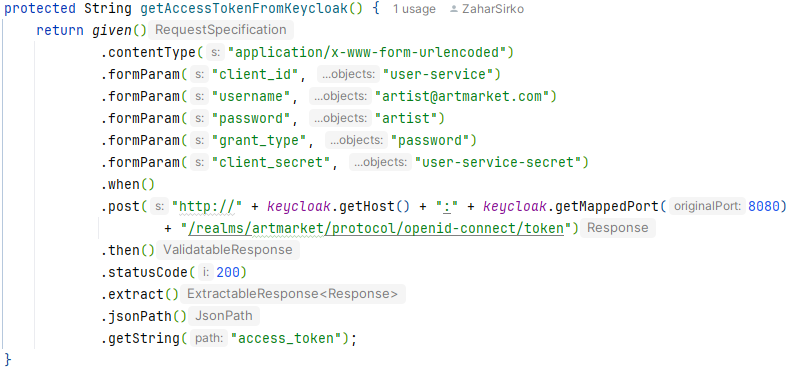 protected String getAccessTokenFromKeycloak() { 1 usage ZaharSirko
return given() RequestSpecification
.contentType( s: "application/x-www-form-urlencoded")
.formParam( s: "client_id", ...objects: "user-service")
.formParam( s: "username", ...objects: "artist@artmarket.com")
.formParam( s: "password", ...objects: "artist")
.formParam( s: "grant_type", ...objects: "password")
.formParam( s: "client_secret", ...objects: "user-service-secret")
.when()
.post( s: "http://" + keycloak.getHost() + ":" + keycloak.getMappedPort( originalPort: 8080)
+ "/realms/artmarket/protocol/openid-connect/token") Response
.then() ValidatableResponse
.statusCode( i: 200)
.extract() ExtractableResponse<Response>
.jsonPath() JsonPath
.getString( path: "access_token");
}